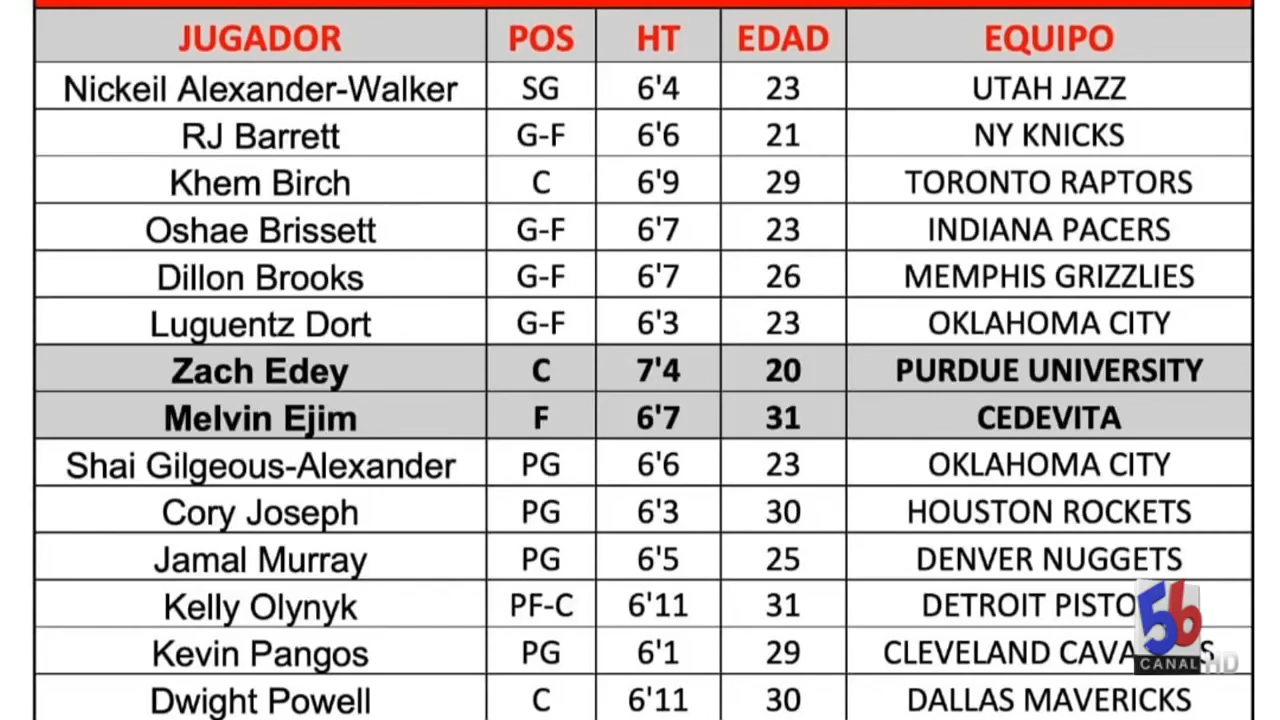 JUGADOR POS HT EDAD EQUIPO
Nickeil Alexander-Walker SG 6'4 23 UTAH JAZZ
RJ Barrett G-F 6'6 21 NY KNICKS
Khem Birch C 6'9 29 TORONTO RAPTORS
Oshae Brissett G-F 6'7 23 INDIANA PACERS
Dillon Brooks G-F 6'7 26 MEMPHIS GRIZZLIES
Luguentz Dort G-F 6'3 23 OKLAHOMA CITY
Zach Edey C 7'4 20 PURDUE UNIVERSITY
Melvin Ejim F 6'7 31 CEDEVITA
Shai Gilgeous-Alexander PG 6'6 23 OKLAHOMA CITY
Cory Joseph PG 6'3 30 HOUSTON ROCKETS
Jamal Murray PG 6'5 25 DENVER NUGGETS
Kelly Olynyk PF-C 6'11 31 DETROIT
Kevin Pangos PG 6'1 29 CLEVELAND
Dwight Powell C 6'11 30 DALLAS MAVERICKS
56
CANAL HD